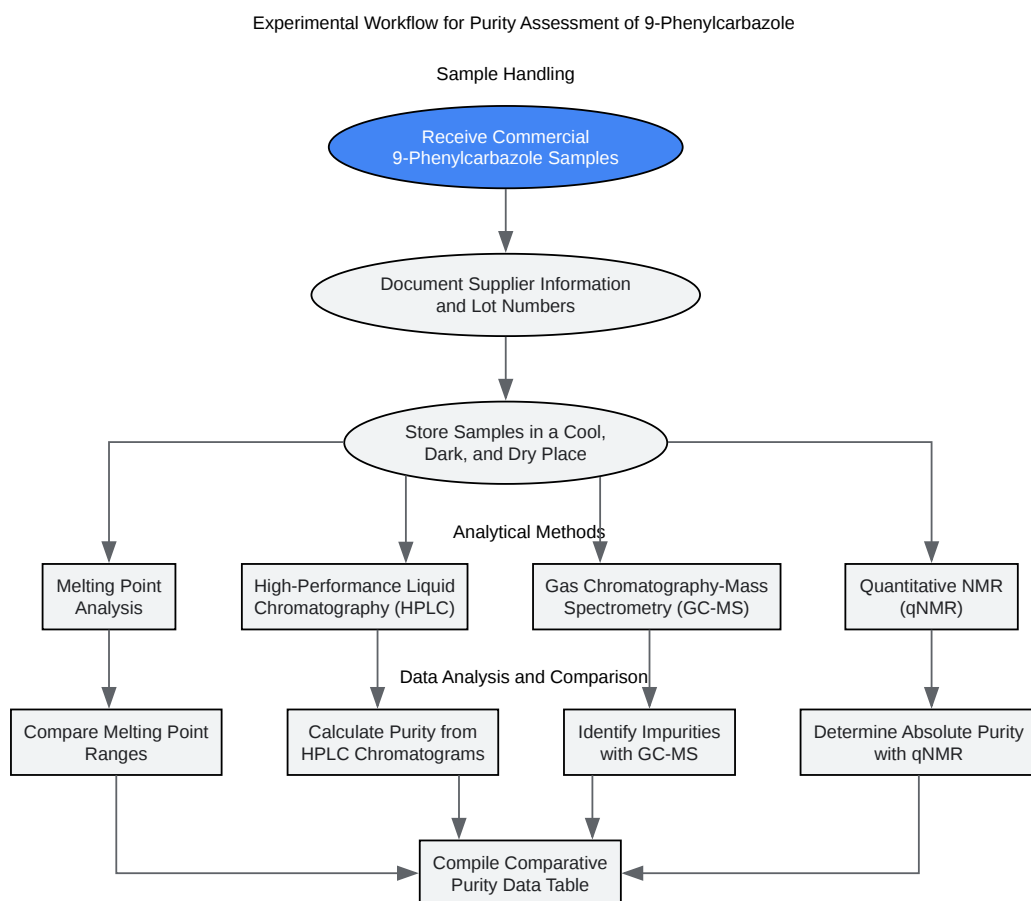 Experimental Workflow for Purity Assessment of 9-Phenylcarbazole
Sample Handling
Receive Commercial
9-Phenylcarbazole Samples
Document Supplier Information
and Lot Numbers
Store Samples in a Cool,
Dark, and Dry Place
Analytical Methods
Melting Point
Analysis
High-Performance Liquid
Chromatography (HPLC)
Gas Chromatography-Mass
Spectrometry (GC-MS)
Quantitative NMR
(qNMR)
Data Analysis and Comparison
Compare Melting Point
Ranges
Calculate Purity from
HPLC Chromatograms
Identify Impurities
with GC-MS
Determine Absolute Purity
with qNMR
Compile Comparative
Purity Data Table